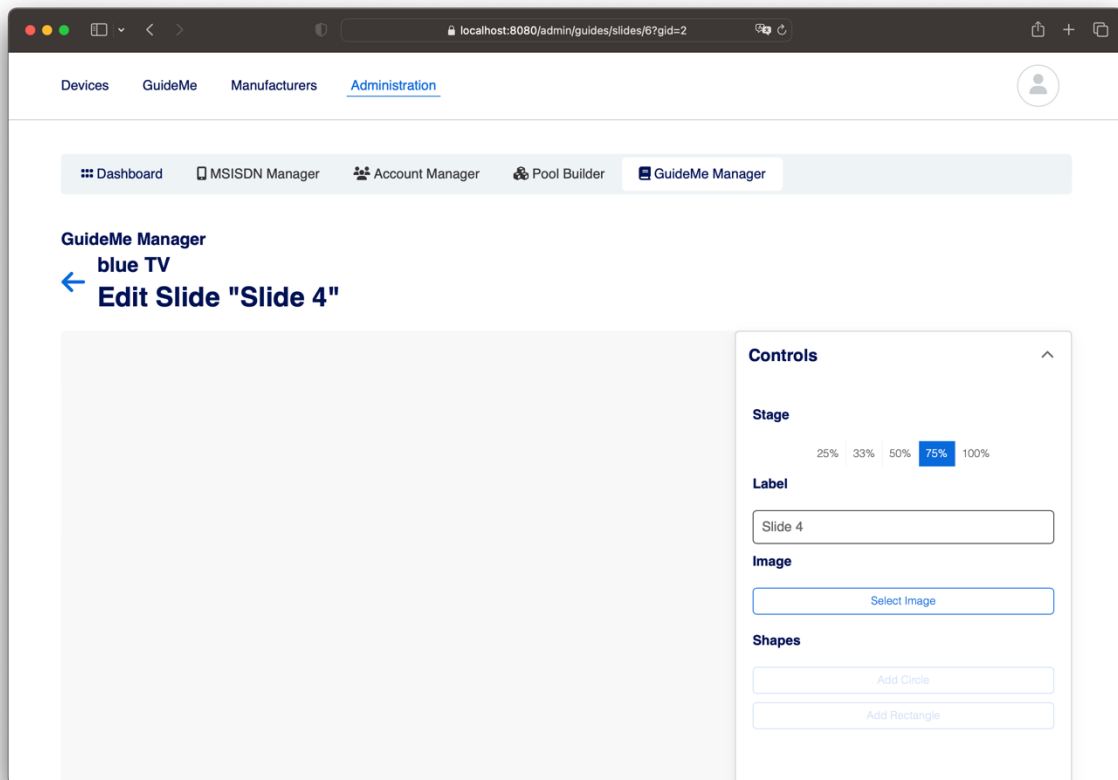 localhost:8080/admin/guides/slides/6?gid=2
Devices GuideMe Manufacturers Administration
Dashboard MSISDN Manager Account Manager Pool Builder GuideMe Manager
GuideMe Manager
blue TV
Edit Slide "Slide 4"
Controls
Stage
25% 33% 50% 75% 100%
Label
Slide 4
Image
Select Image
Shapes
Add Circle
Add Rectangle